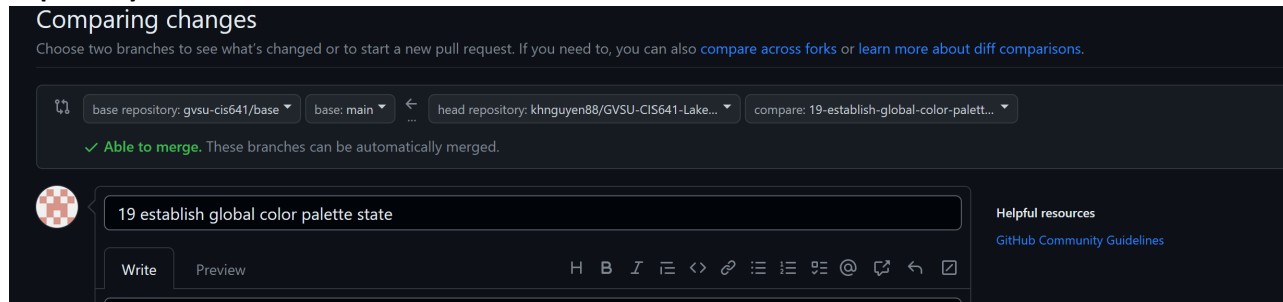 Comparing changes
Choose two branches to see what's changed or to start a new pull request. If you need to, you can also compare across forks or learn more about diff comparisons.
base repository: gvsu-cis641/base base: main ← ... head repository: khnguyen88/GVSU-CIS641-Lake... compare: 19-establish-global-color-palett...
✓ Able to merge. These branches can be automatically merged.
19 establish global color palette state
Helpful resources
GitHub Community Guidelines
Write Preview